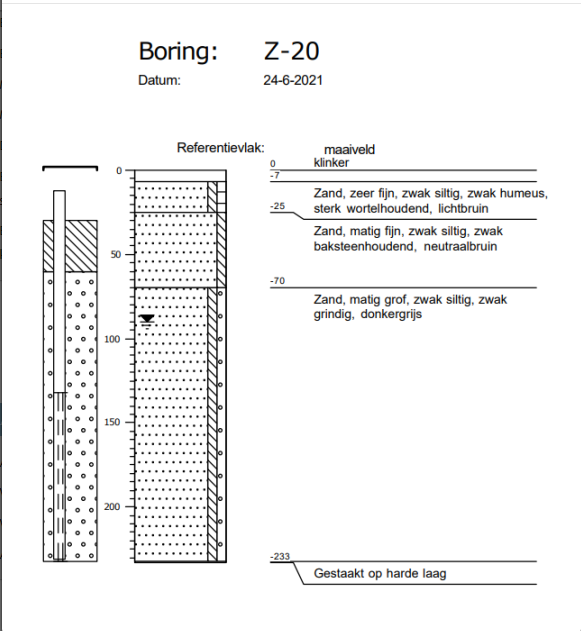 Boring: Z-20
Datum: 24-6-2021
Referentievlak: maaiveld
0
0 klinker
-7
Zand, zeer fijn, zwak siltig, zwak humeus,
-25 sterk wortelhoudend, lichtbruin
Zand, matig fijn, zwak siltig, zwak
50 baksteenhoudend, neutraalbruin
-70
Zand, matig grof, zwak siltig, zwak
grindig, donkergrijs
100
150
200
-233
Gestaakt op harde laag